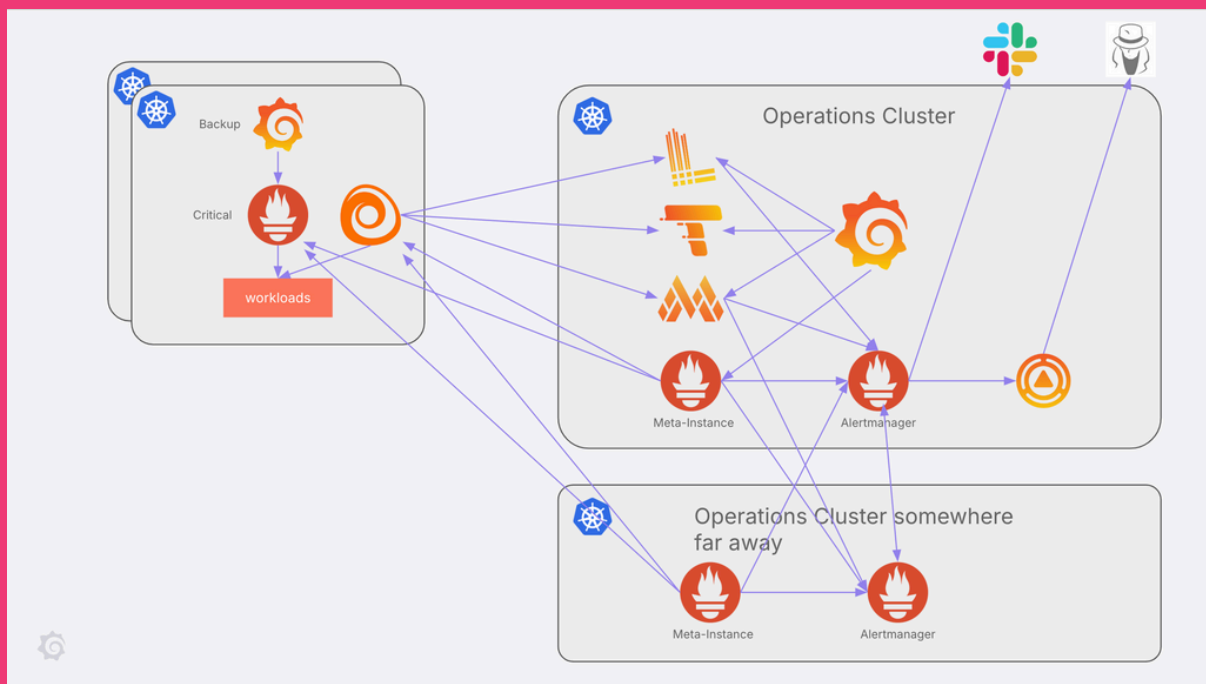 Backup
Critical
workloads
Operations Cluster
Meta-Instance
Alertmanager
Operations Cluster somewhere
far away
Meta-Instance
Alertmanager